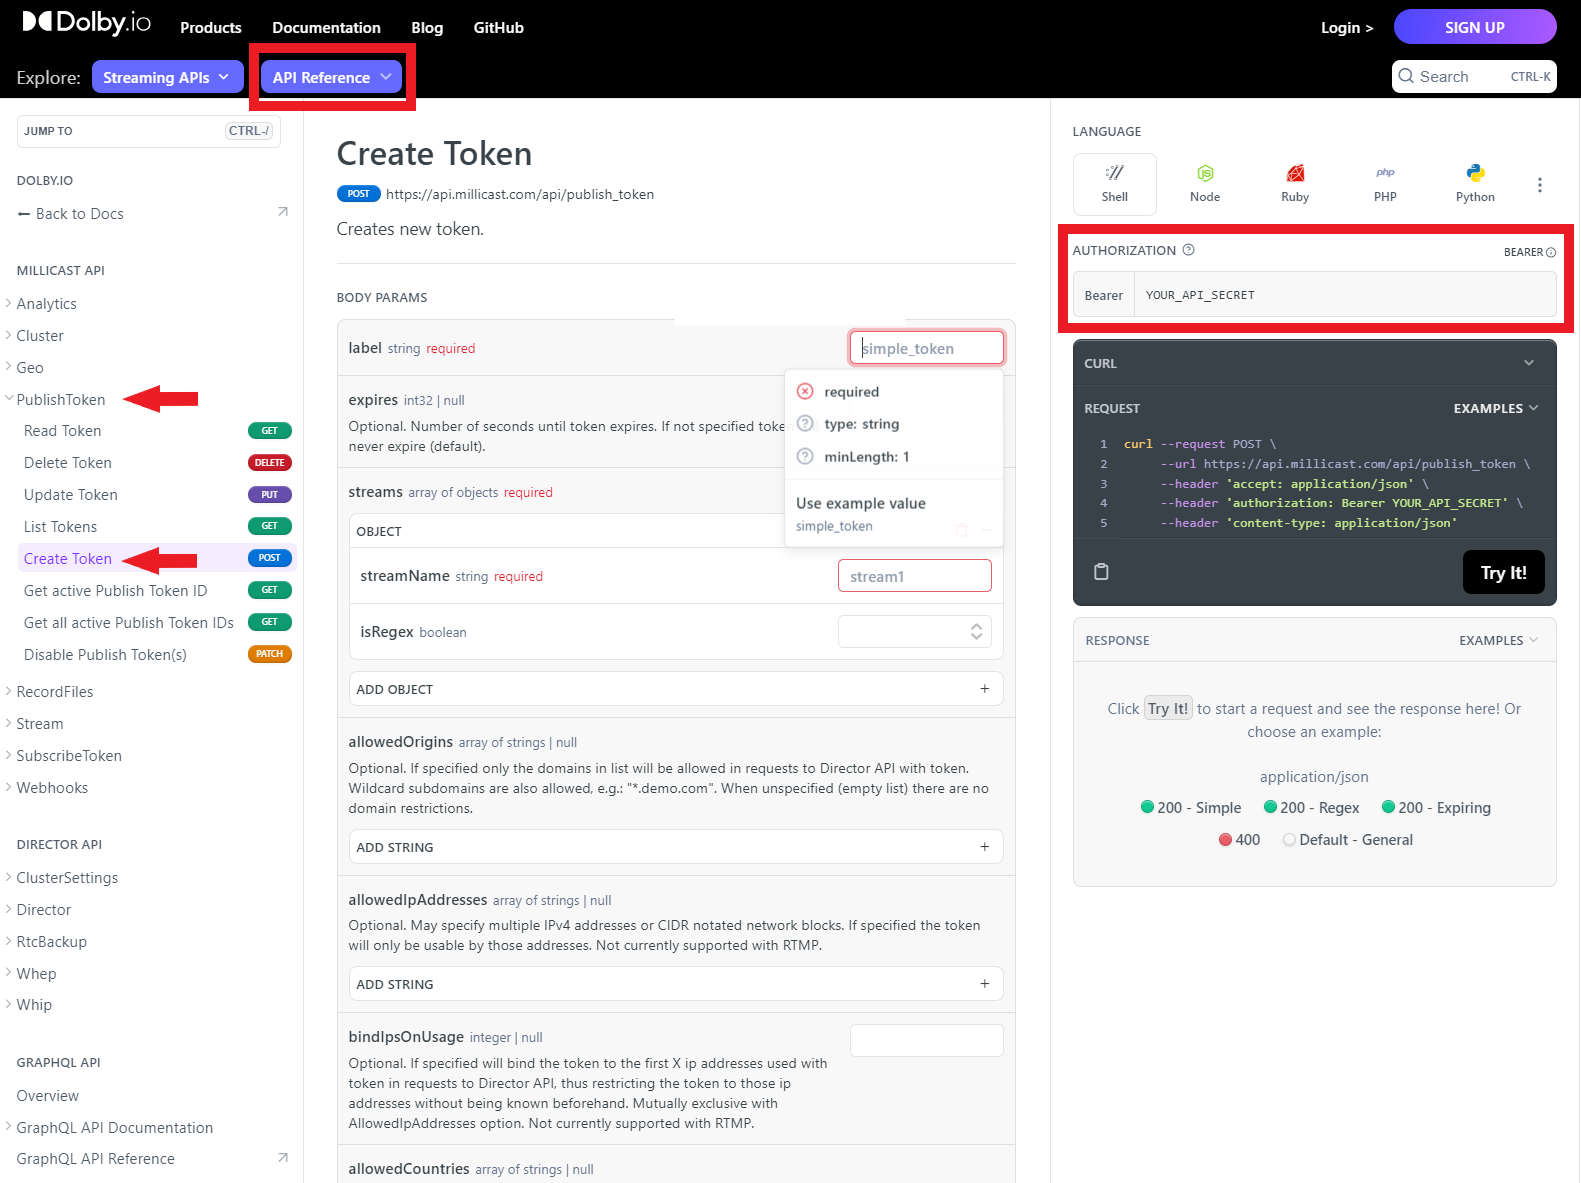 Dolby.io
Products
Documentation
Blog
GitHub
Login >
SIGN UP
Explore:
Streaming APIs
API Reference
Search
CTRL-K
JUMP TO
CTRL-/
DOLBY.IO
← Back to Docs
MILLICAST API
Analytics
Cluster
Geo
PublishToken
Read Token GET
Delete Token DELETE
Update Token PUT
List Tokens GET
Create Token POST
Get active Publish Token ID GET
Get all active Publish Token IDs GET
Disable Publish Token(s) PATCH
RecordFiles
Stream
SubscribeToken
Webhooks
DIRECTOR API
ClusterSettings
Director
RtcBackup
Whep
Whip
GRAPHQL API
Overview
GraphQL API Documentation
GraphQL API Reference
Create Token
POST https://api.millicast.com/api/publish_token
Creates new token.
BODY PARAMS
label string required
simple_token
expires int32 | null
Optional. Number of seconds until token expires. If not specified token
never expire (default).
required
type: string
minLength: 1
Use example value
simple_token
streams array of objects required
OBJECT
streamName string required
stream1
isRegex boolean
ADD OBJECT +
allowedOrigins array of strings | null
Optional. If specified only the domains in list will be allowed in requests to Director API with token.
Wildcard subdomains are also allowed, e.g.: "*.demo.com". When unspecified (empty list) there are no
domain restrictions.
ADD STRING +
allowedIpAddresses array of strings | null
Optional. May specify multiple IPv4 addresses or CIDR notated network blocks. If specified the token
will only be usable by those addresses. Not currently supported with RTMP.
ADD STRING +
bindIpsOnUsage integer | null
Optional. If specified will bind the token to the first X ip addresses used with
token in requests to Director API, thus restricting the token to those ip
addresses without being known beforehand. Mutually exclusive with
AllowedIpAddresses option. Not currently supported with RTMP.
allowedCountries array of strings | null
LANGUAGE
Shell
Node
Ruby
php
PHP
Python
AUTHORIZATION
BEARER
Bearer
YOUR_API_SECRET
CURL
REQUEST
EXAMPLES
1 curl --request POST \
2 --url https://api.millicast.com/api/publish_token \
3 --header 'accept: application/json' \
4 --header 'authorization: Bearer YOUR_API_SECRET' \
5 --header 'content-type: application/json'
Try It!
RESPONSE
EXAMPLES
Click Try It! to start a request and see the response here! Or
choose an example:
application/json
200 - Simple
200 - Regex
200 - Expiring
400
Default - General